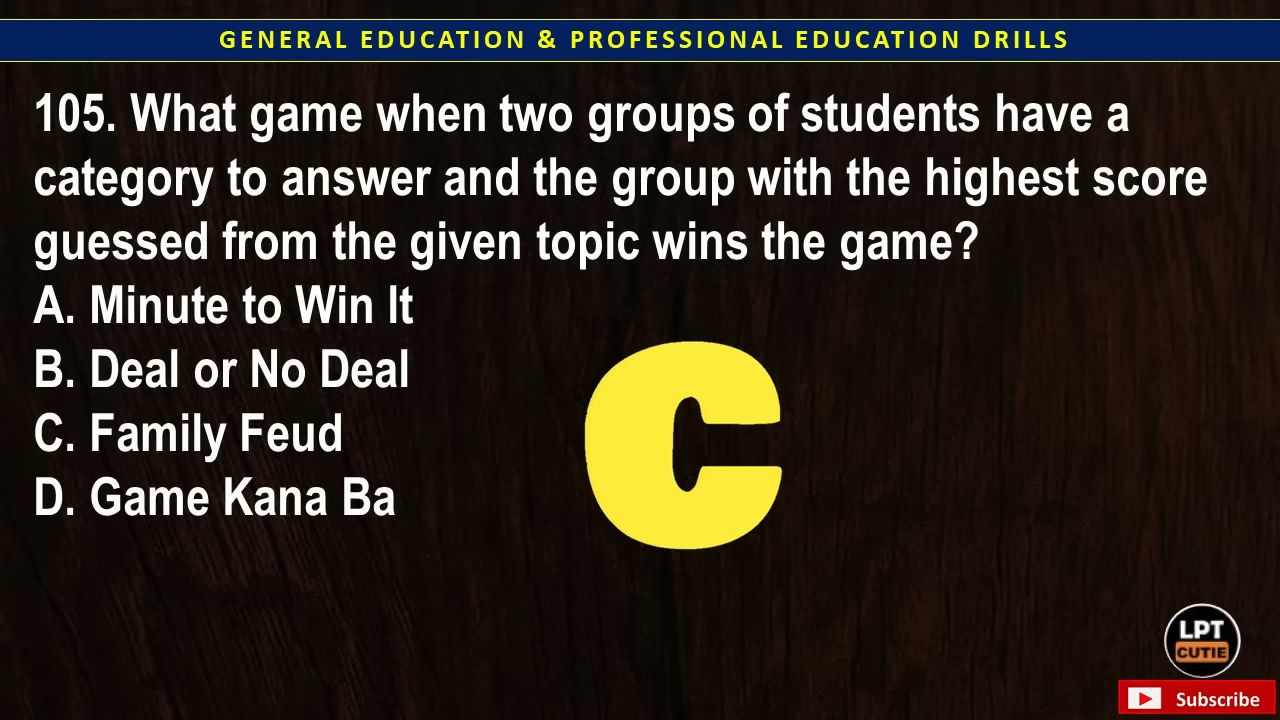 GENERAL EDUCATION & PROFESSIONAL EDUCATION DRILLS
105. What game when two groups of students have a
category to answer and the group with the highest score
guessed from the given topic wins the game?
A. Minute to Win It
B. Deal or No Deal
C. Family Feud
D. Game Kana Ba
C
LPT
CUTIE
Subscribe